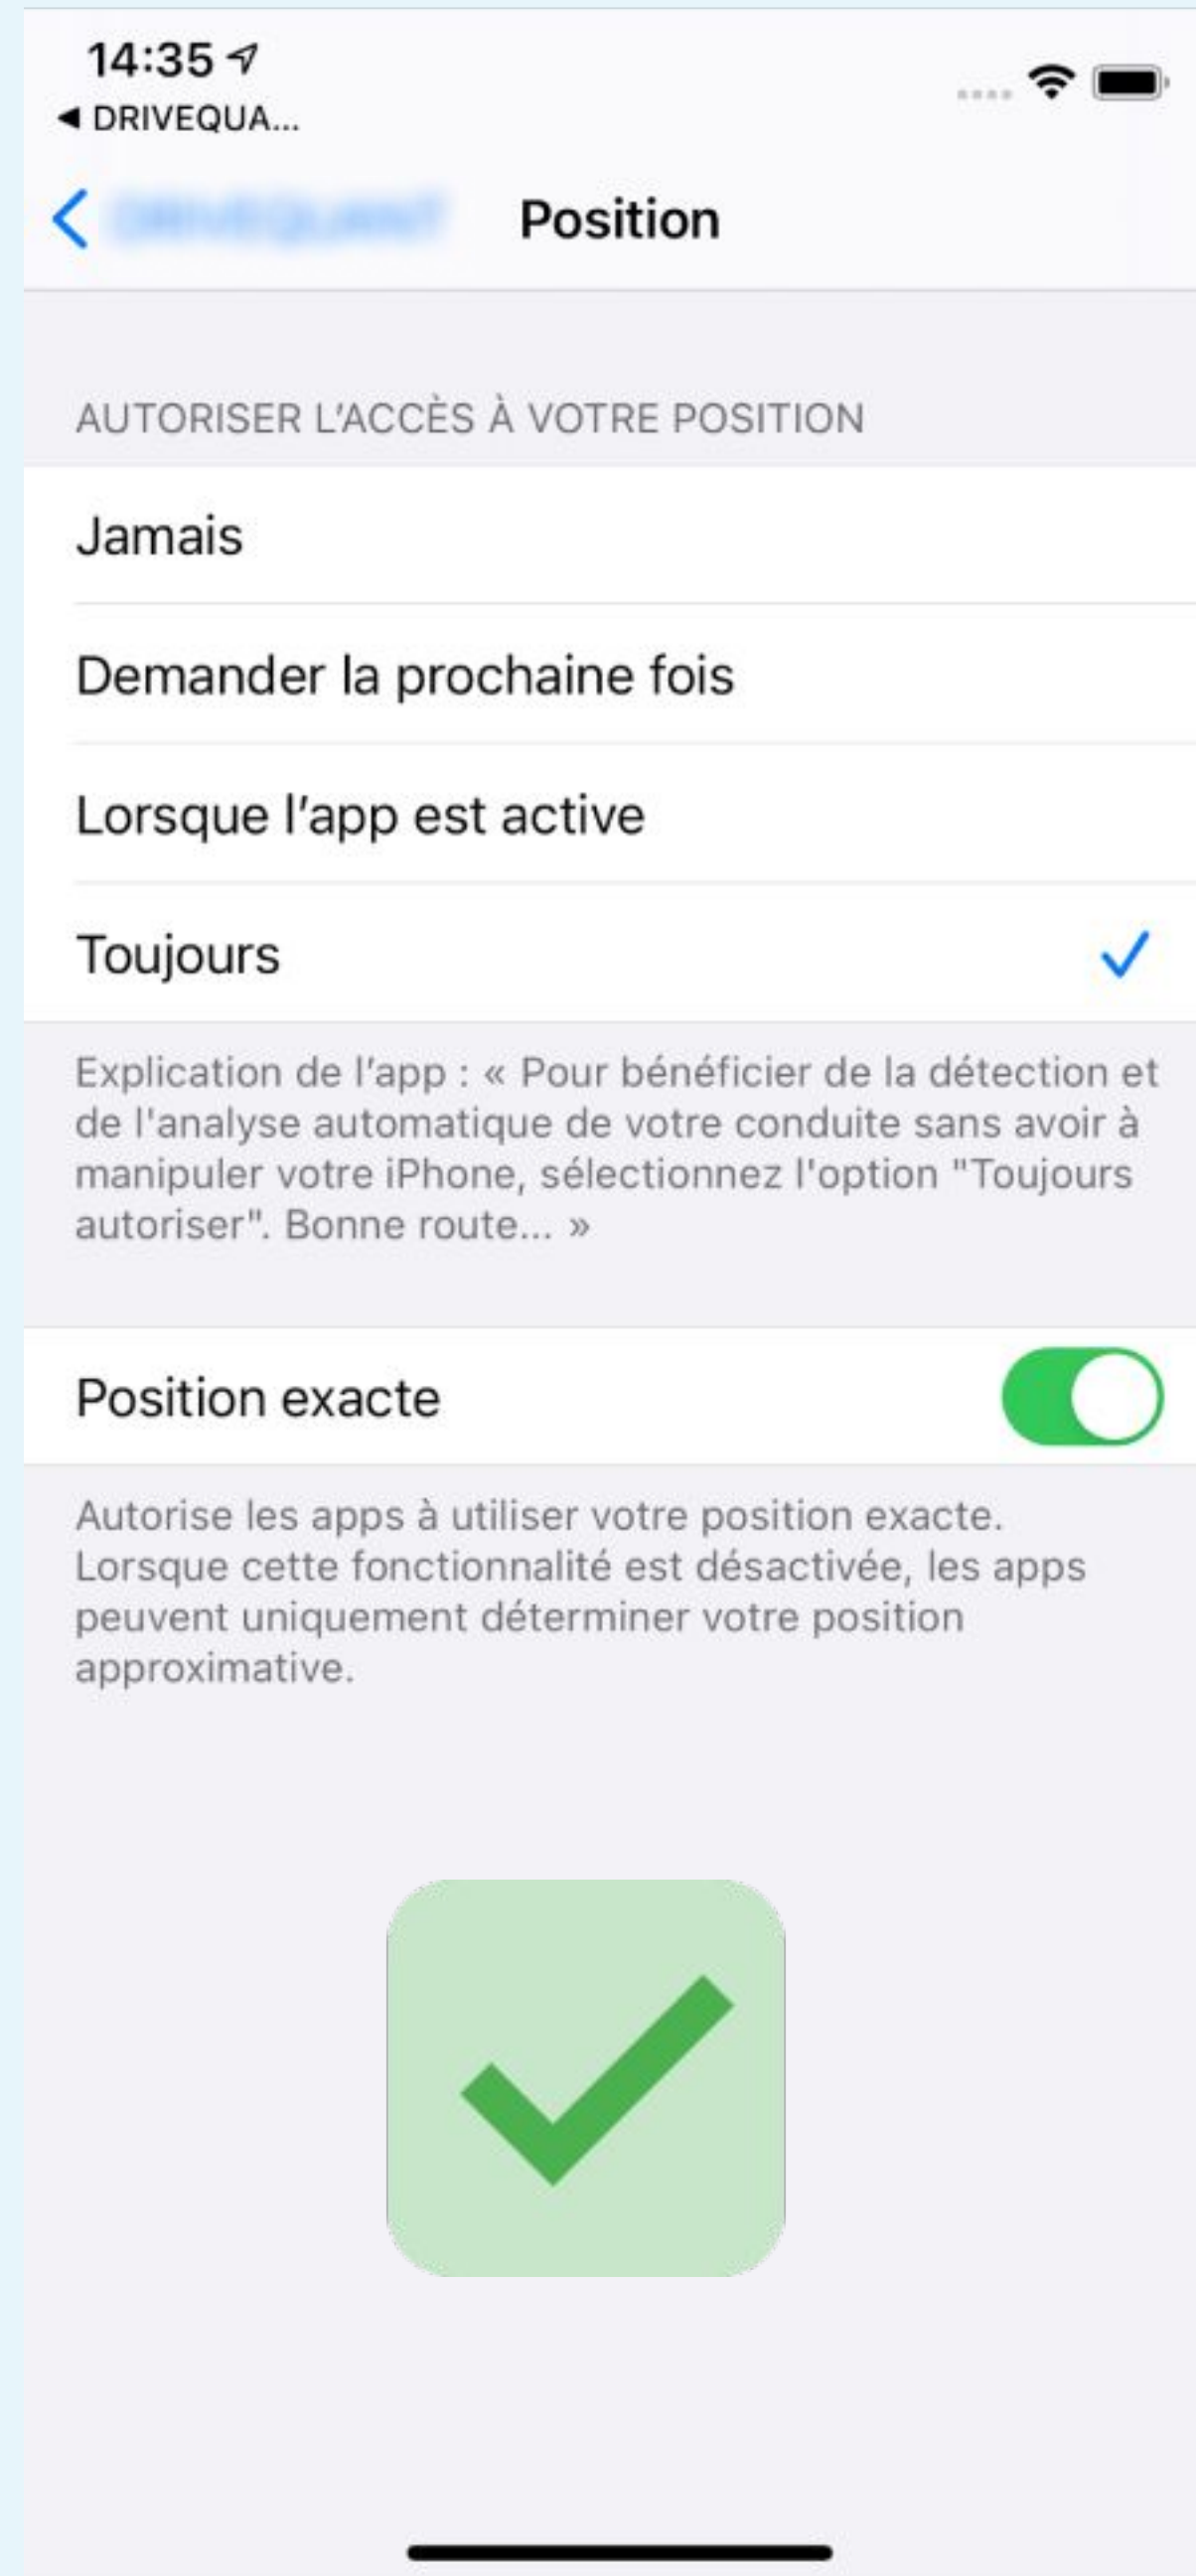 14:35
DRIVEQUA...
Position
AUTORISER L'ACCÈS À VOTRE POSITION
Jamais
Demander la prochaine fois
Lorsque l'app est active
Toujours
Explication de l'app : « Pour bénéficier de la détection et
de l'analyse automatique de votre conduite sans avoir à
manipuler votre iPhone, sélectionnez l'option "Toujours
autoriser". Bonne route... »
Position exacte
Autorise les apps à utiliser votre position exacte.
Lorsque cette fonctionnalité est désactivée, les apps
peuvent uniquement déterminer votre position
approximative.